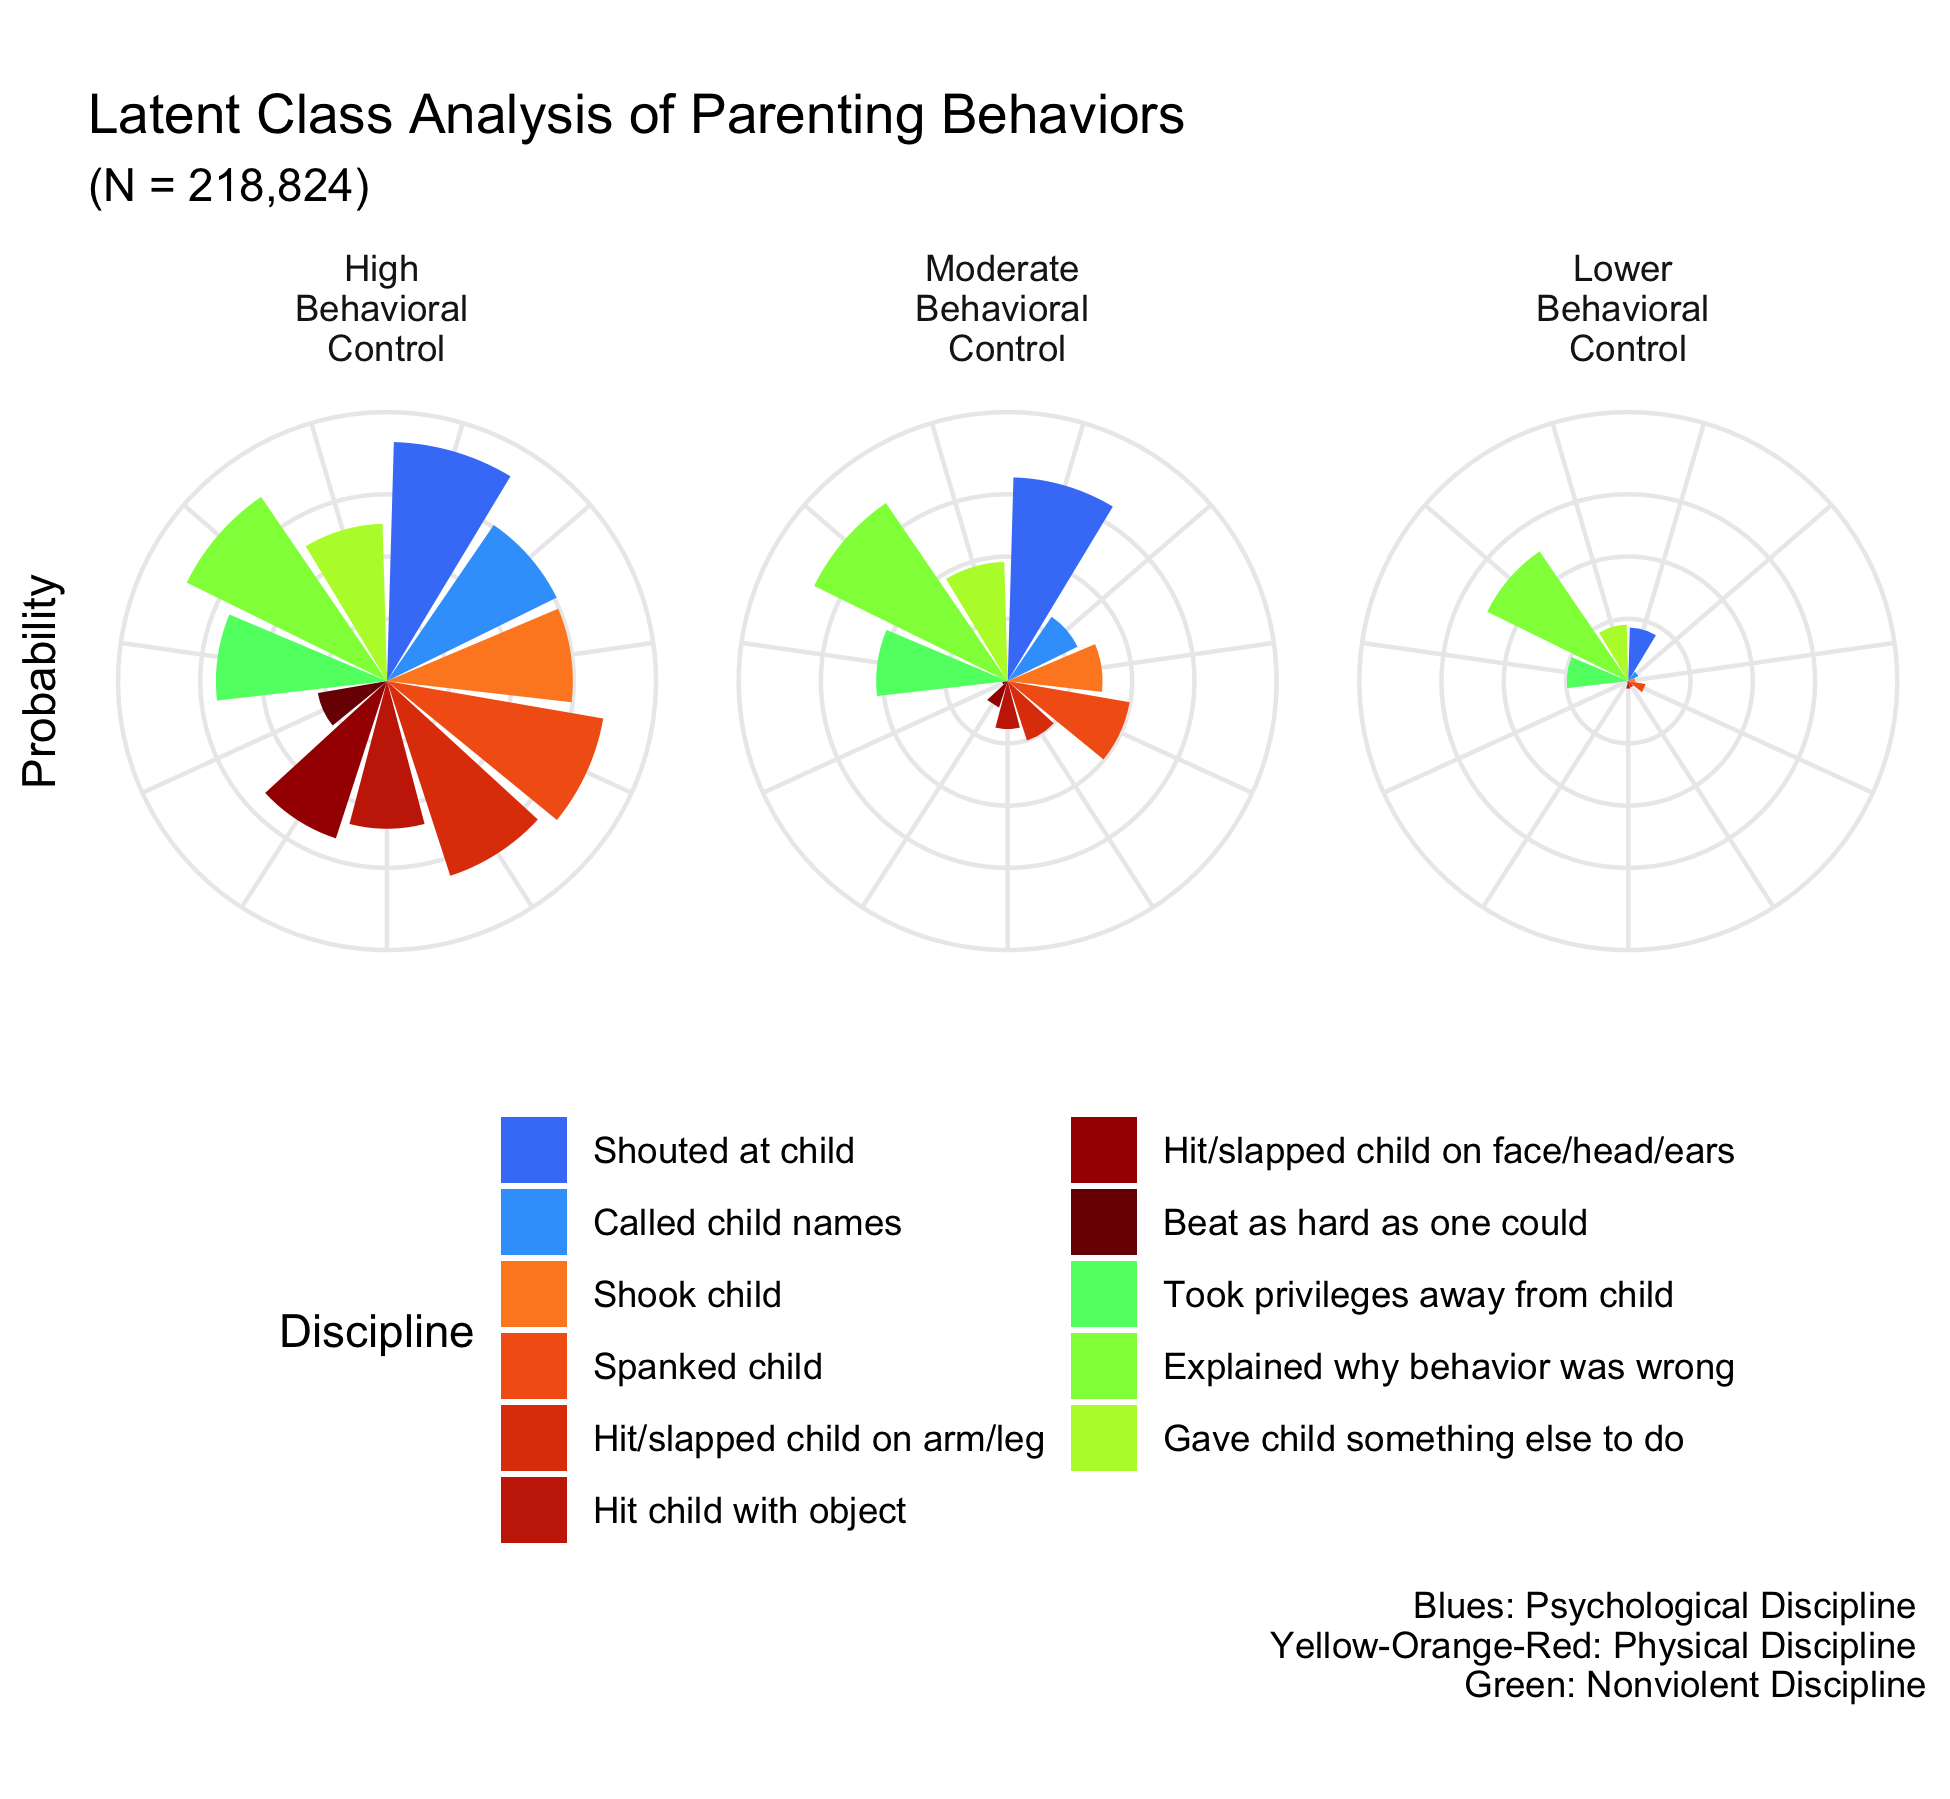 Latent Class Analysis of Parenting Behaviors
(N = 218,824)
High
Behavioral
Control
Moderate
Behavioral
Control
Lower
Behavioral
Control
Probability
Discipline
Shouted at child
Called child names
Shook child
Spanked child
Hit/slapped child on arm/leg
Hit child with object
Hit/slapped child on face/head/ears
Beat as hard as one could
Took privileges away from child
Explained why behavior was wrong
Gave child something else to do
Blues: Psychological Discipline
Yellow-Orange-Red: Physical Discipline
Green: Nonviolent Discipline